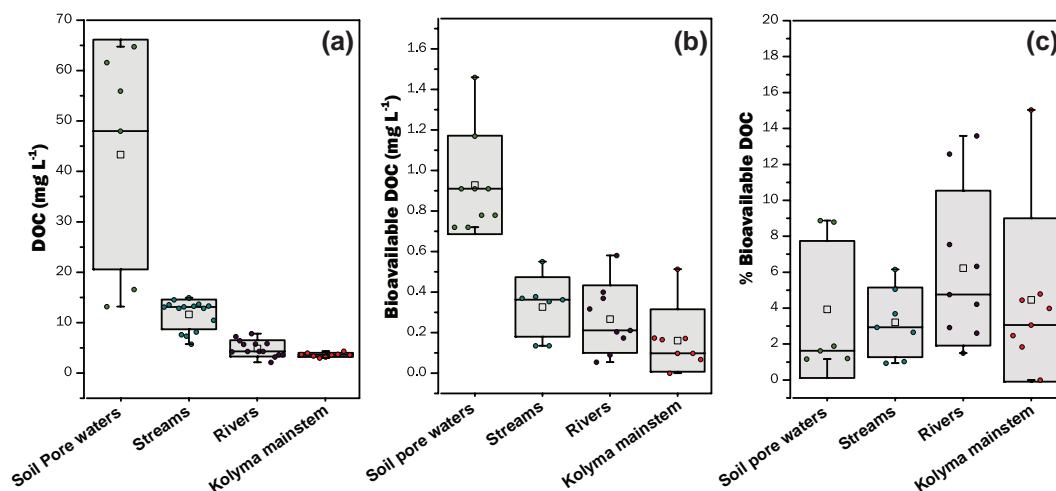 (a)
DOC (mg L-1)
70
60
50
40
30
20
10
0
Soil Pore waters
Streams
Rivers
Kolyma mainstem
(b)
Bioavailable DOC (mg L-1)
1.6
1.4
1.2
1.0
0.8
0.6
0.4
0.2
0.0
Soil pore waters
Streams
Rivers
Kolyma mainstem
(c)
% Bioavailable DOC
20
18
16
14
12
10
8
6
4
2
0
Soil pore waters
Streams
Rivers
Kolyma mainstem